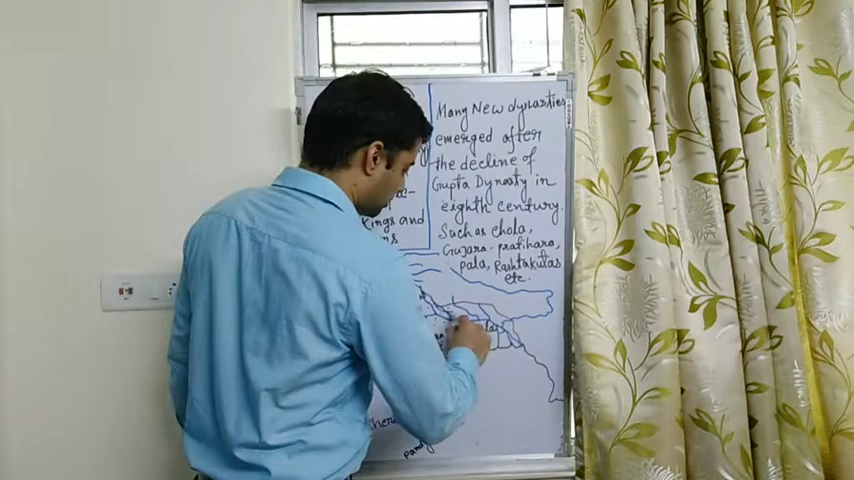 Many New dynasties
emerged after
the decline of
Gupta Dynasty in
eighth century.
Such as chola,
Gujara, pratihara,
pala, Rashtakutas
etc.
Kings and